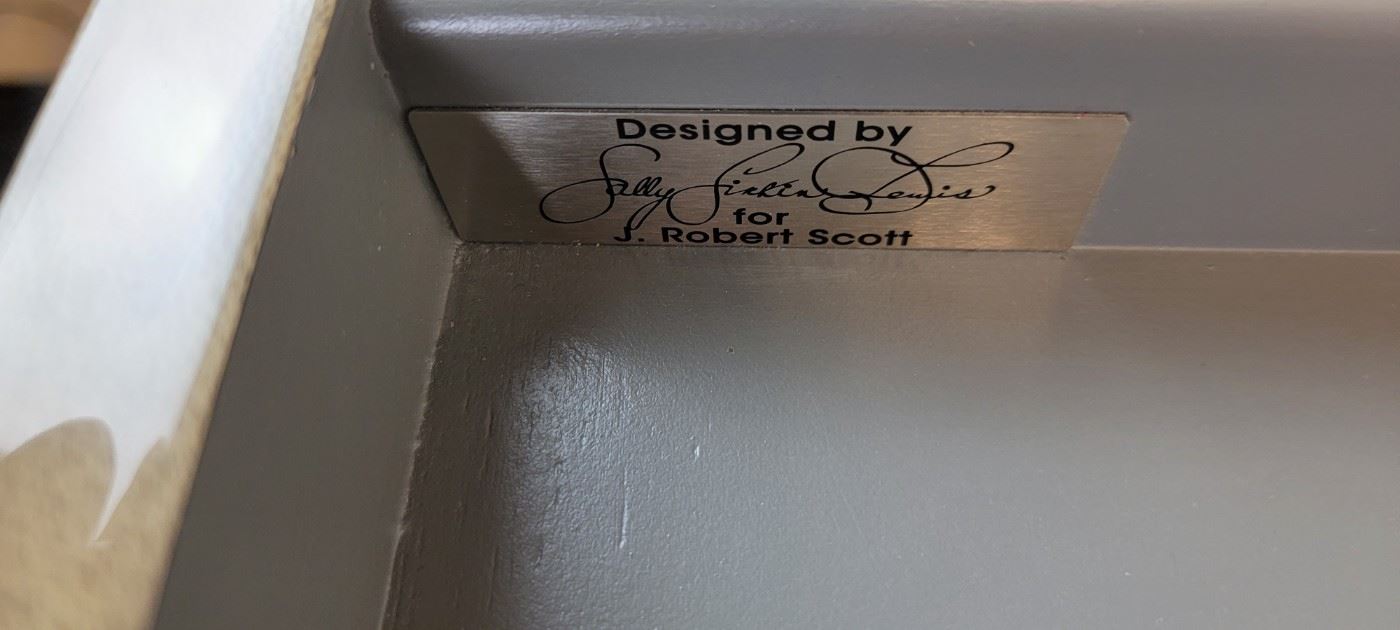 Designed by
Sally Sirkin Lewis
for
J. Robert Scott